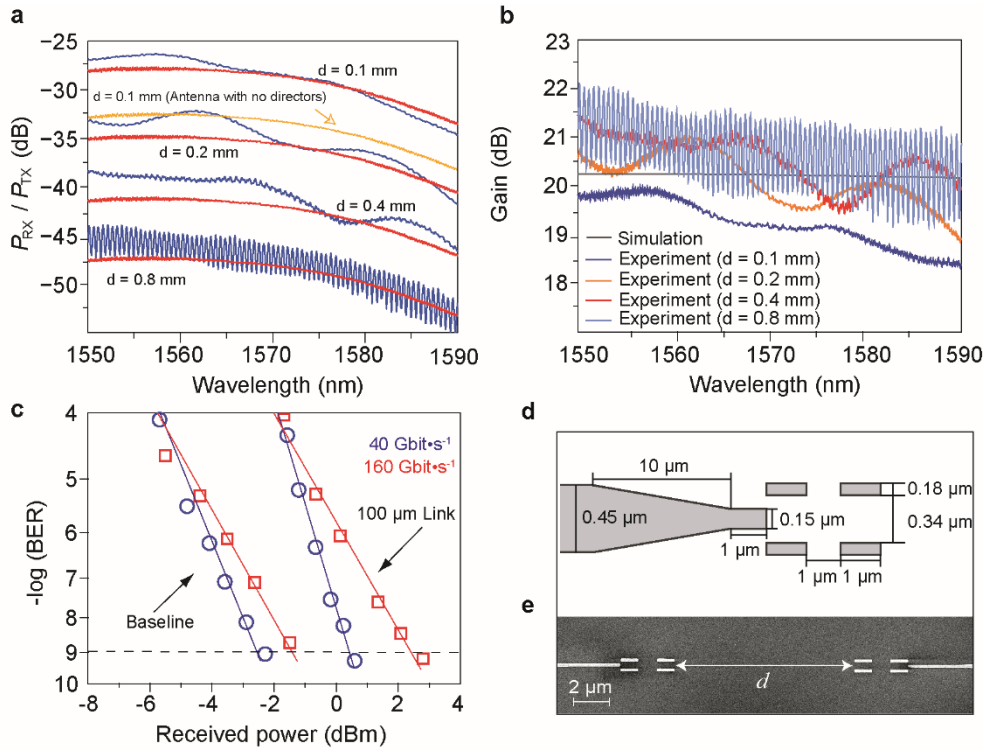 a
−25
−30
−35
−40
−45
−50
P_RX / P_TX (dB)
d = 0.1 mm
d = 0.1 mm (Antenna with no directors)
d = 0.2 mm
d = 0.4 mm
d = 0.8 mm
1550 1560 1570 1580 1590
Wavelength (nm)
b
23
22
21
20
19
18
Gain (dB)
Simulation
Experiment (d = 0.1 mm)
Experiment (d = 0.2 mm)
Experiment (d = 0.4 mm)
Experiment (d = 0.8 mm)
1550 1560 1570 1580 1590
Wavelength (nm)
c
4
5
6
7
8
9
10
-log (BER)
40 Gbit•s⁻¹
160 Gbit•s⁻¹
100 μm Link
Baseline
-8 -6 -4 -2 0 2 4
Received power (dBm)
d
10 μm
0.45 μm
0.15 μm
1 μm
1 μm
1 μm
0.18 μm
0.34 μm
e
d
2 μm